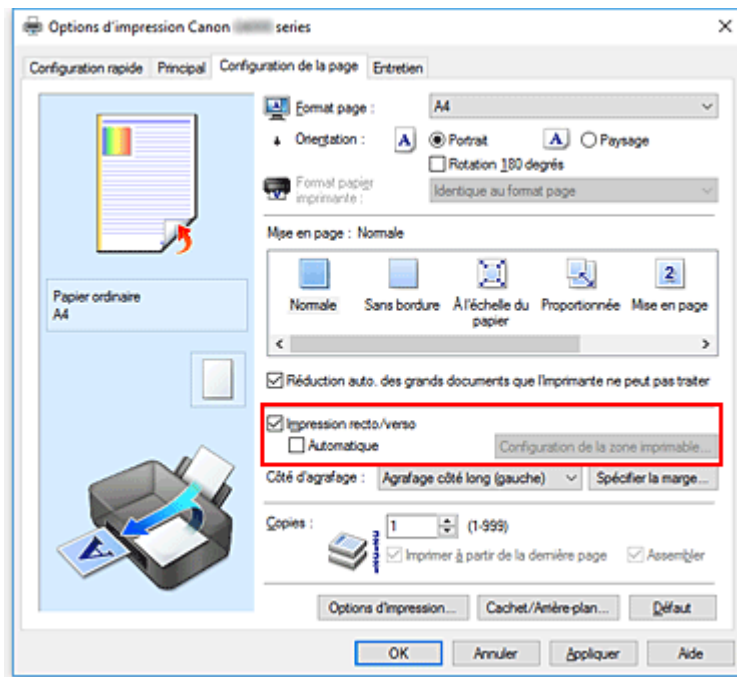 Options d'impression Canon series
Configuration rapide Principal Configuration de la page Entretien
Format page : A4
Orientation : A Portrait A Paysage
Rotation 180 degrés
Format papier imprimante : Identique au format page
Mise en page : Normale
2
Normale Sans bordure À l'échelle du papier Proportionnée Mise en page
Papier ordinaire
A4
Réduction auto. des grands documents que l'imprimante ne peut pas traiter
Impression recto/verso
Automatique Configuration de la zone imprimable...
Côté d'agrafage : Agrafage côté long (gauche) Spécifier la marge...
Copies : 1 (1-999)
Imprimer à partir de la dernière page Assembler
A
Options d'impression... Cachet/Arrière-plan... Défaut
OK Annuler Appliquer Aide